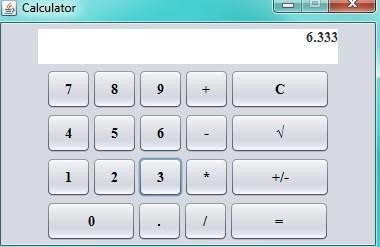 Calculator
6.333
7 8 9 + C
4 5 6 - √
1 2 3 * +/-
0 . / =